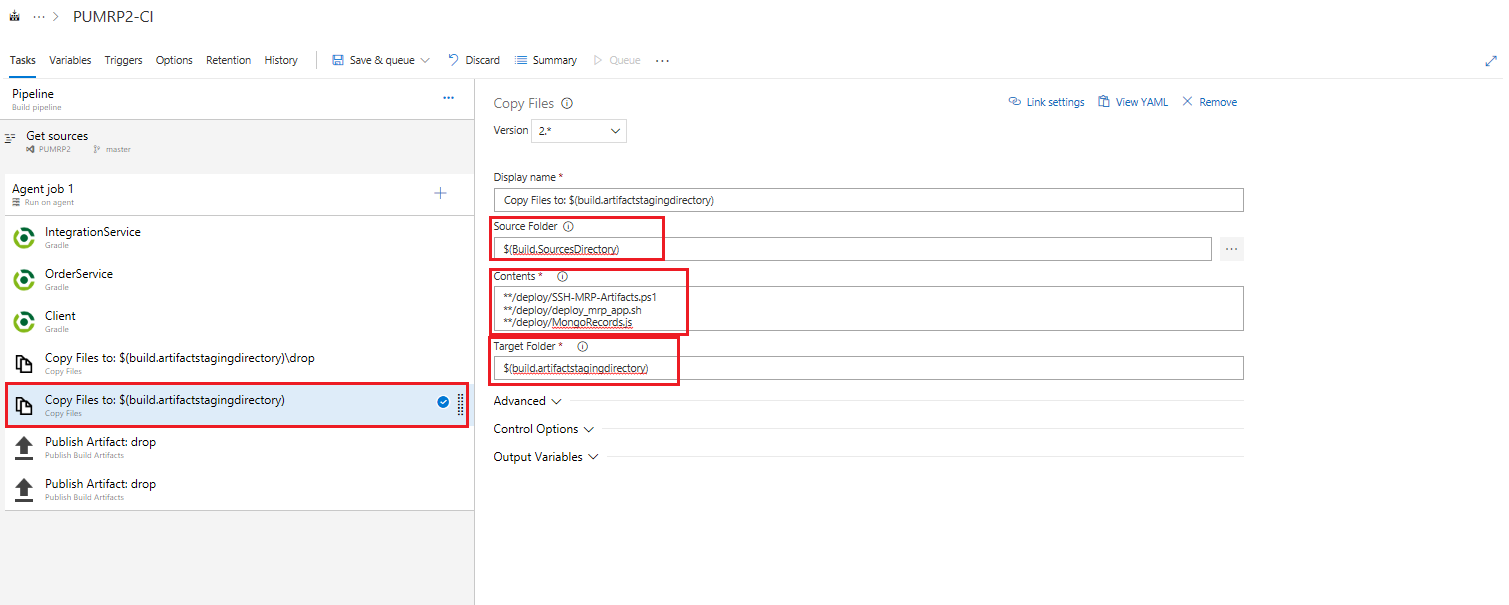 ··· > PUMRP2-CI
Tasks Variables Triggers Options Retention History Save & queue Discard Summary Queue ···
Pipeline ···
Build pipeline
Get sources
PUMRP2 master
Agent job 1
Run on agent
IntegrationService
Gradle
OrderService
Gradle
Client
Gradle
Copy Files to: $(build.artifactstagingdirectory)\drop
Copy Files
Copy Files to: $(build.artifactstagingdirectory)
Copy Files
Publish Artifact: drop
Publish Build Artifacts
Publish Artifact: drop
Publish Build Artifacts
Copy Files
Link settings View YAML Remove
Version 2.*
Display name *
Copy Files to: $(build.artifactstagingdirectory)
Source Folder
$(Build.SourcesDirectory)
···
Contents *
**/deploy/SSH-MRP-Artifacts.ps1
**/deploy/deploy_mrp_app.sh
**/deploy/MongoRecords.js
Target Folder *
$(build.artifactstagingdirectory)
Advanced
Control Options
Output Variables